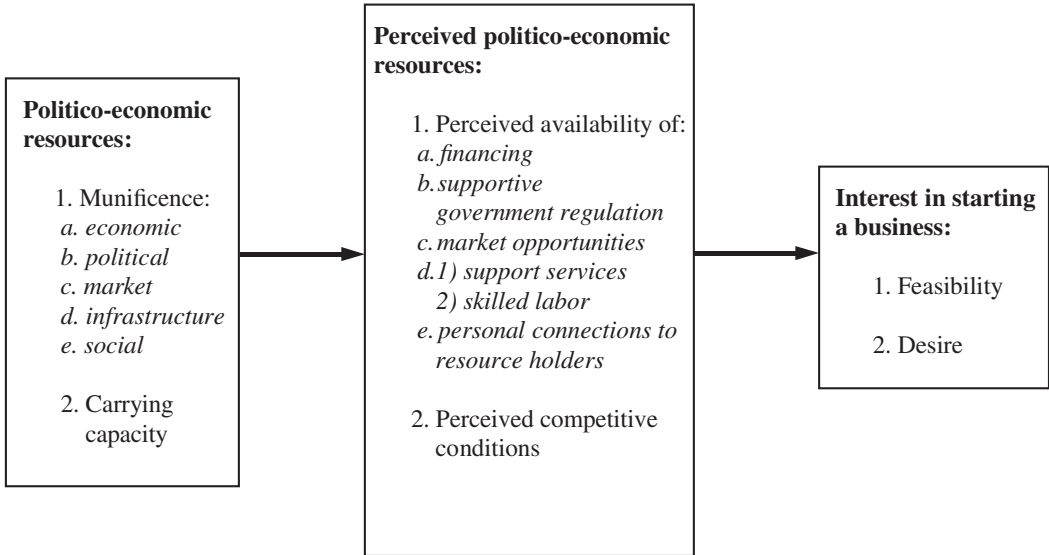 Politico-economic
resources:
1. Munificence:
a. economic
b. political
c. market
d. infrastructure
e. social
2. Carrying
capacity
Perceived politico-economic
resources:
1. Perceived availability of:
a. financing
b. supportive
government regulation
c. market opportunities
d. 1) support services
2) skilled labor
e. personal connections to
resource holders
2. Perceived competitive
conditions
Interest in starting
a business:
1. Feasibility
2. Desire